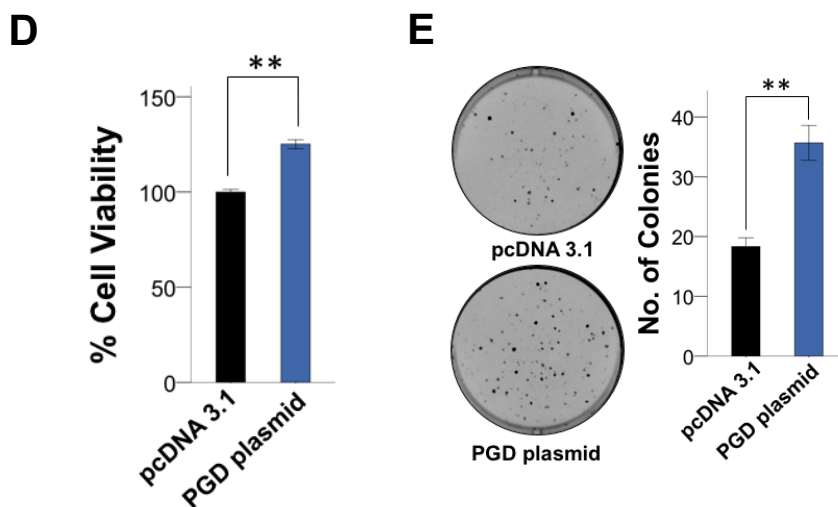 D
**
150
100
50
0
% Cell Viability
pcDNA 3.1
PGD plasmid
E
pcDNA 3.1
PGD plasmid
**
40
30
20
10
0
No. of Colonies
pcDNA 3.1
PGD plasmid